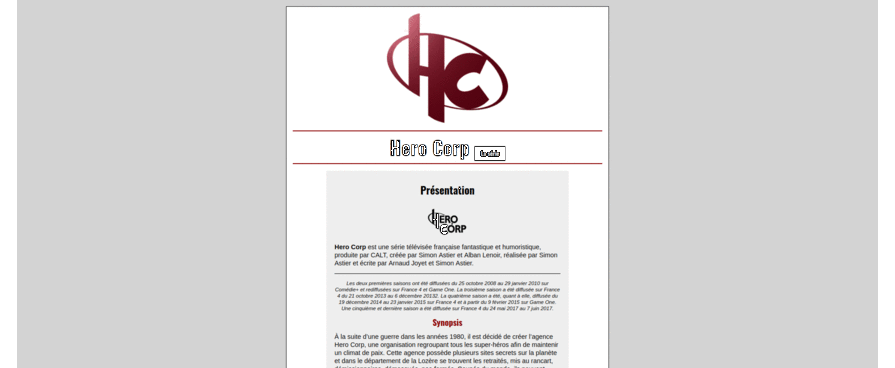 HC
Hero Corp
Présentation
HERO
CORP
Hero Corp est une série télévisée française fantastique et humoristique,
produite par CALT, créée par Simon Astier et Alban Lenoir, réalisée par Simon
Astier et écrite par Arnaud Joyet et Simon Astier.
Les deux premières saisons ont été diffusées du 25 octobre 2008 au 29 janvier 2010 sur
Comédie+ et rediffusées sur France 4 et Game One. La troisième saison a été diffusée sur France
4 du 21 octobre 2013 au 6 décembre 20132. La quatrième saison a été, quant à elle, diffusée du
19 décembre 2014 au 23 janvier 2015 sur France 4 et à partir du 9 février 2015 sur Game One.
Une cinquième et dernière saison a été diffusée sur France 4 du 24 mai 2017 au 7 juin 2017.
Synopsis
À la suite d'une guerre dans les années 1980, il est décidé de créer l'agence
Hero Corp, une organisation regroupant tous les super-héros afin de maintenir
un climat de paix. Cette agence possède plusieurs sites secrets sur la planète
et dans le département de la Lozère se trouvent les retraités, mis au rancart,